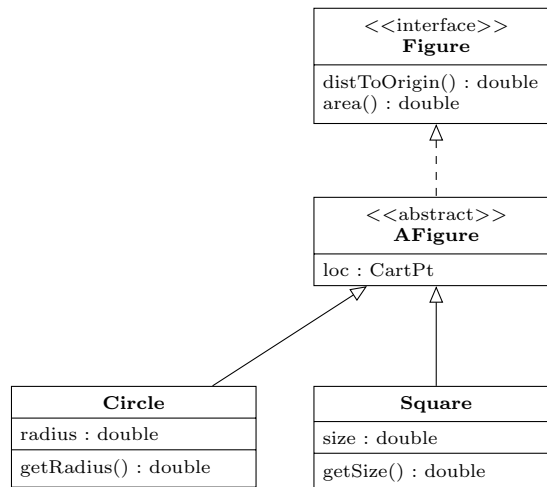 <<interface>>
Figure
distToOrigin() : double
area() : double
<<abstract>>
AFigure
loc : CartPt
Circle
radius : double
getRadius() : double
Square
size : double
getSize() : double